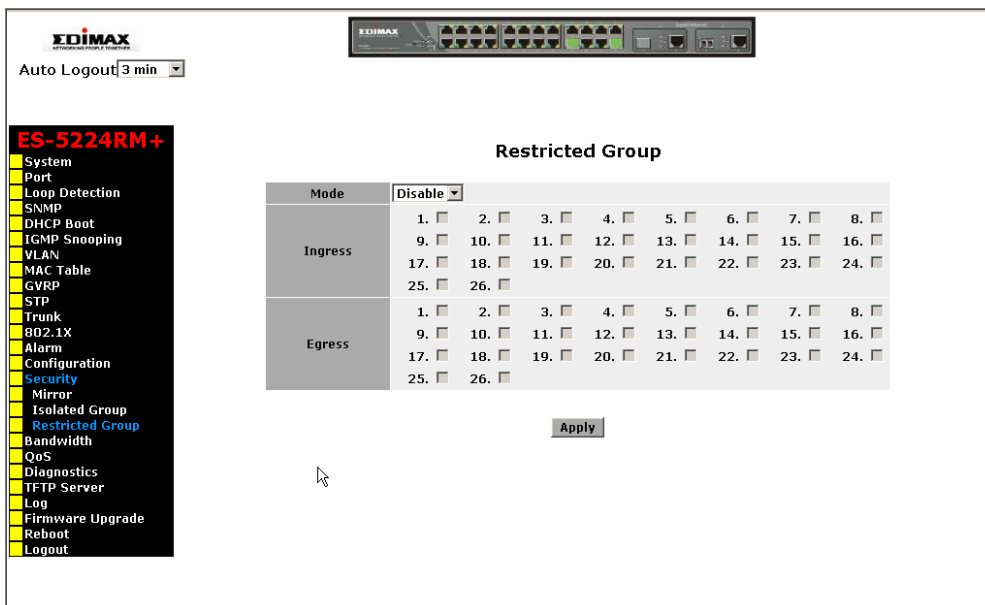 EDIMAX
NETWORKING PEOPLE TOGETHER
EDIMAX
Auto Logout 3 min
ES-5224RM+
System
Port
Loop Detection
SNMP
DHCP Boot
IGMP Snooping
VLAN
MAC Table
GVRP
STP
Trunk
802.1X
Alarm
Configuration
Security
Mirror
Isolated Group
Restricted Group
Bandwidth
QoS
Diagnostics
TFTP Server
Log
Firmware Upgrade
Reboot
Logout
Restricted Group
Mode Disable
Ingress
1. 2. 3. 4. 5. 6. 7. 8.
9. 10. 11. 12. 13. 14. 15. 16.
17. 18. 19. 20. 21. 22. 23. 24.
25. 26.
Egress
1. 2. 3. 4. 5. 6. 7. 8.
9. 10. 11. 12. 13. 14. 15. 16.
17. 18. 19. 20. 21. 22. 23. 24.
25. 26.
Apply